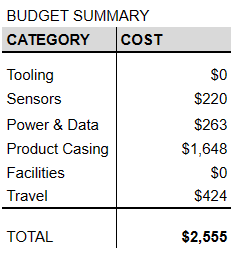 BUDGET SUMMARY
CATEGORY COST
Tooling $0
Sensors $220
Power & Data $263
Product Casing $1,648
Facilities $0
Travel $424
TOTAL $2,555